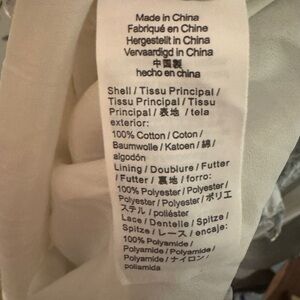 Made in China
Fabriqué en Chine
Hergestellt in China
Vervaardigd in China
中国製
hecho en china
Shell / Tissu Principal /
Tissu Principal / Tissu
Principal / 表地 / tela
exterior:
100% Cotton / Coton /
Baumwolle / Katoen / 綿 /
algodón
Lining / Doublure / Futter
/ Futter / 裏地 / forro:
100% Polyester / Polyester /
Polyester / Polyester / ポリエ
ステル / poliéster
Lace / Dentelle / Spitze /
Spitze / レース / encaje:
100% Polyamide /
Polyamide / Polyamide /
Polyamide / ナイロン /
poliamida